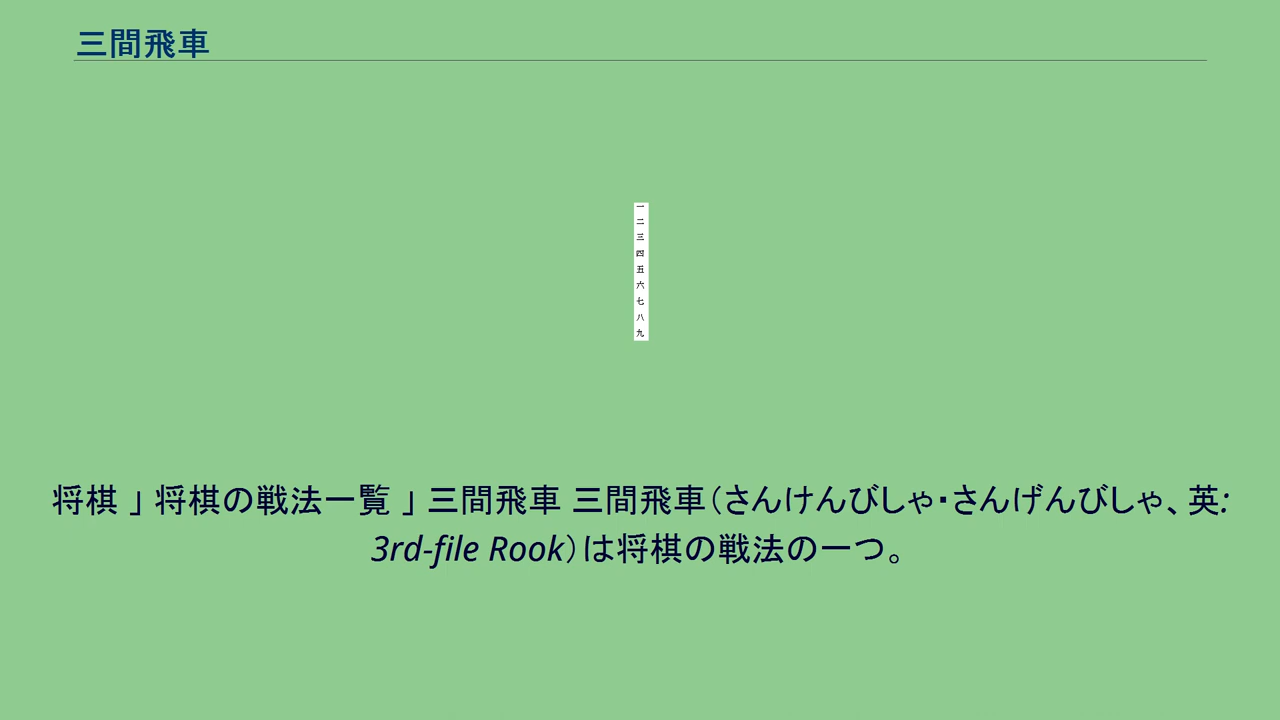 三間飛車
一
二
三
四
五
六
七
八
九
将棋 」 将棋の戦法一覧 」 三間飛車 三間飛車（さんけんびしゃ・さんげんびしゃ、英:
3rd-file Rook）は将棋の戦法の一つ。